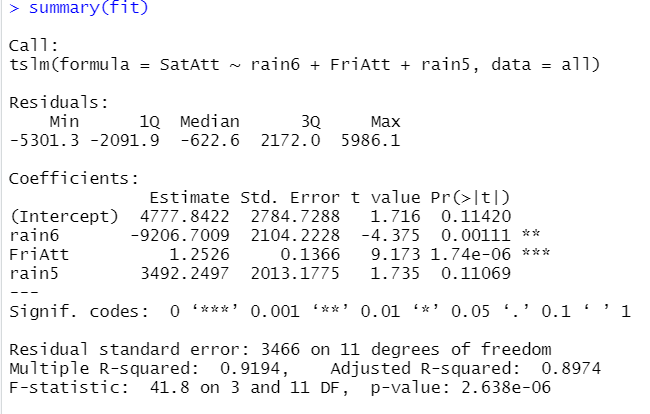 > summary(fit)
Call:
tslm(formula = SatAtt ~ rain6 + FriAtt + rain5, data = all)
Residuals:
    Min      1Q  Median      3Q     Max
-5301.3 -2091.9  -622.6  2172.0  5986.1
Coefficients:
             Estimate Std. Error t value Pr(>|t|)
(Intercept)  4777.8422  2784.7288   1.716  0.11420
rain6       -9206.7009  2104.2228  -4.375  0.00111 **
FriAtt          1.2526     0.1366   9.173 1.74e-06 ***
rain5        3492.2497  2013.1775   1.735  0.11069
---
Signif. codes:  0 ‘***’ 0.001 ‘**’ 0.01 ‘*’ 0.05 ‘.’ 0.1 ‘ ’ 1
Residual standard error: 3466 on 11 degrees of freedom
Multiple R-squared:  0.9194,    Adjusted R-squared:  0.8974
F-statistic:  41.8 on 3 and 11 DF,  p-value: 2.638e-06